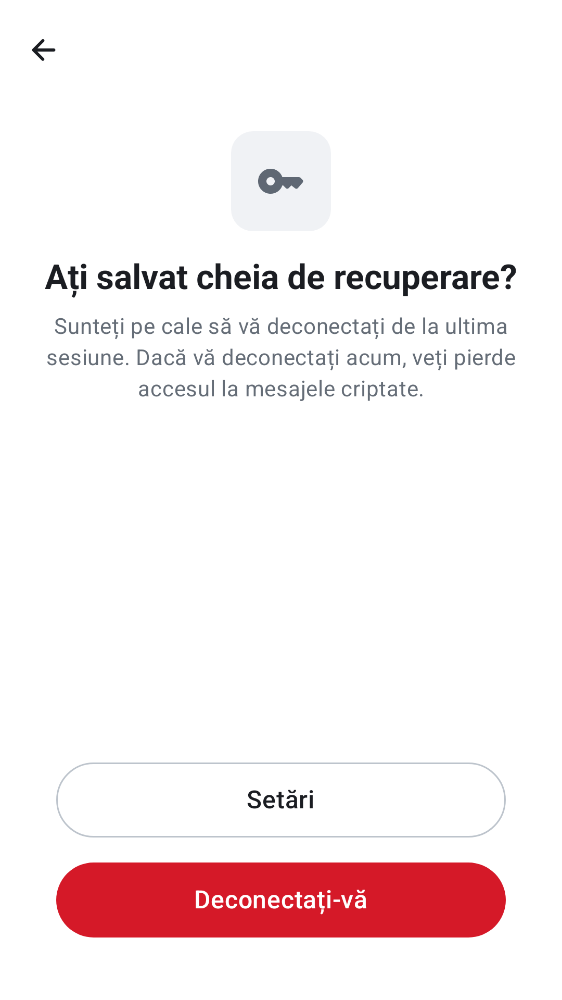 Ați salvat cheia de recuperare?
Sunteți pe cale să vă deconectați de la ultima
sesiune. Dacă vă deconectați acum, veți pierde
accesul la mesajele criptate.
Setări
Deconectați-vă